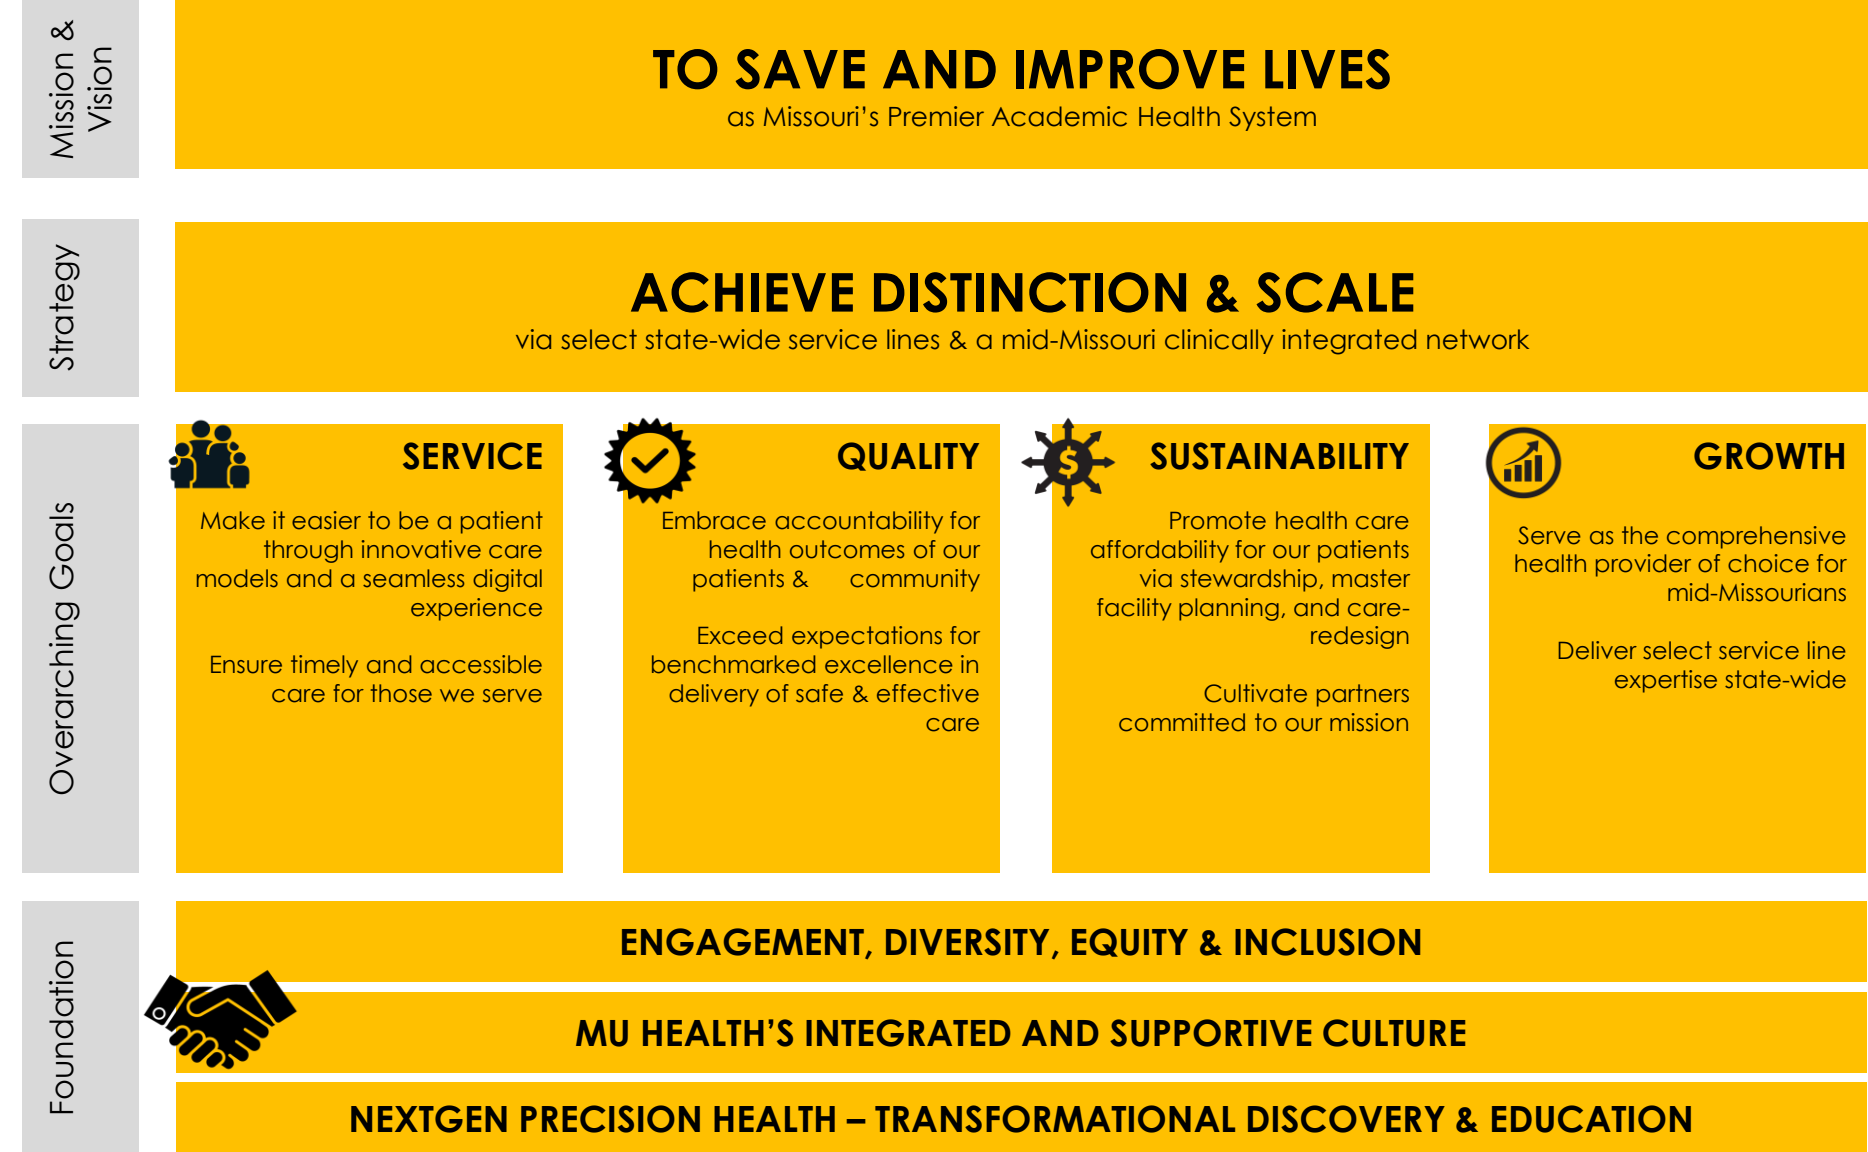 Mission &
Vision
TO SAVE AND IMPROVE LIVES
as Missouri's Premier Academic Health System
Strategy
ACHIEVE DISTINCTION & SCALE
via select state-wide service lines & a mid-Missouri clinically integrated network
Overarching Goals
SERVICE
Make it easier to be a patient
through innovative care
models and a seamless digital
experience
Ensure timely and accessible
care for those we serve
QUALITY
Embrace accountability for
health outcomes of our
patients & community
Exceed expectations for
benchmarked excellence in
delivery of safe & effective
care
$
SUSTAINABILITY
Promote health care
affordability for our patients
via stewardship, master
facility planning, and care-
redesign
Cultivate partners
committed to our mission
GROWTH
Serve as the comprehensive
health provider of choice for
mid-Missourians
Deliver select service line
expertise state-wide
Foundation
ENGAGEMENT, DIVERSITY, EQUITY & INCLUSION
MU HEALTH'S INTEGRATED AND SUPPORTIVE CULTURE
NEXTGEN PRECISION HEALTH – TRANSFORMATIONAL DISCOVERY & EDUCATION